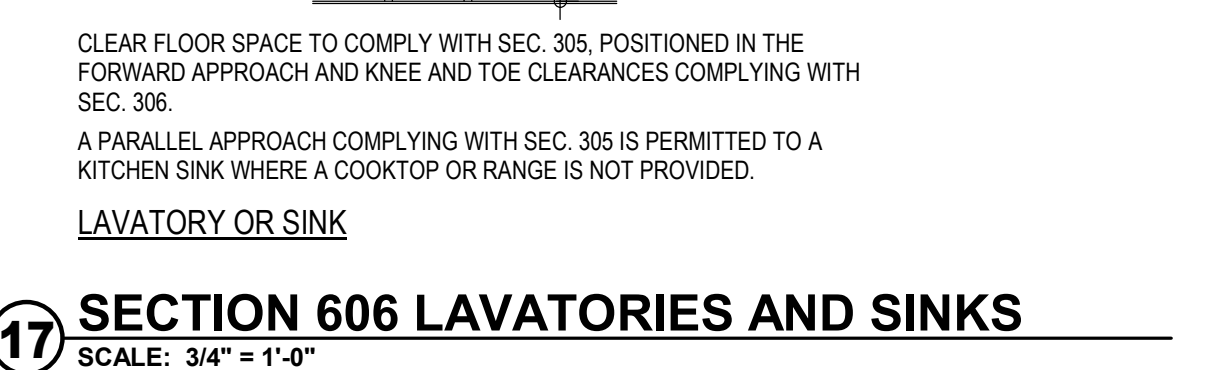 CLEAR FLOOR SPACE TO COMPLY WITH SEC. 305, POSITIONED IN THE
FORWARD APPROACH AND KNEE AND TOE CLEARANCES COMPLYING WITH
SEC. 306.
A PARALLEL APPROACH COMPLYING WITH SEC. 305 IS PERMITTED TO A
KITCHEN SINK WHERE A COOKTOP OR RANGE IS NOT PROVIDED.
LAVATORY OR SINK
17 SECTION 606 LAVATORIES AND SINKS
SCALE: 3/4" = 1'-0"